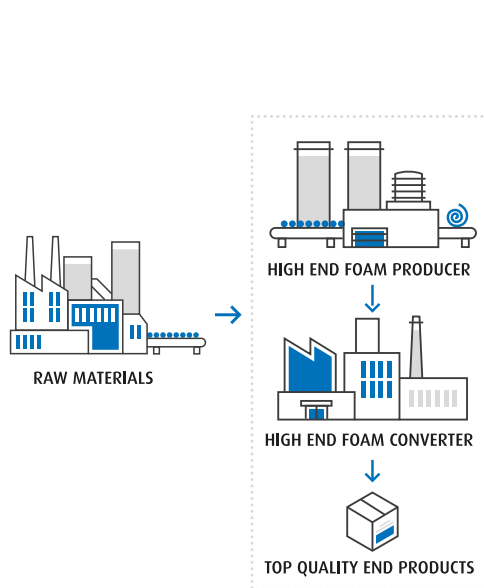 HIGH END FOAM PRODUCER
RAW MATERIALS
HIGH END FOAM CONVERTER
TOP QUALITY END PRODUCTS